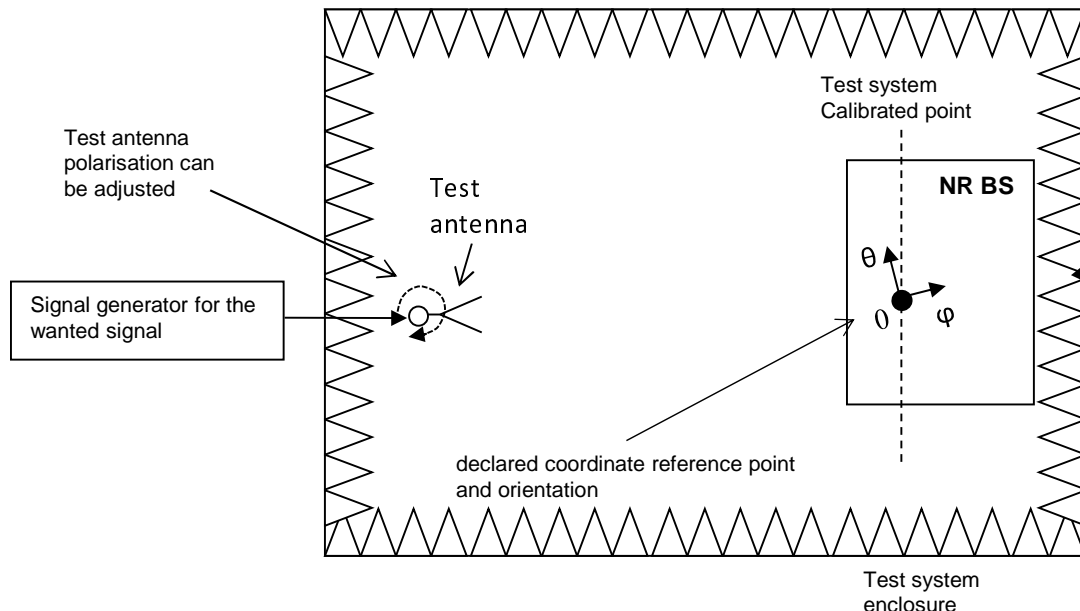 Test system
Calibrated point
Test antenna
polarisation can
be adjusted
Test
antenna
NR BS
θ
φ
0
Signal generator for the
wanted signal
declared coordinate reference point
and orientation
Test system
enclosure